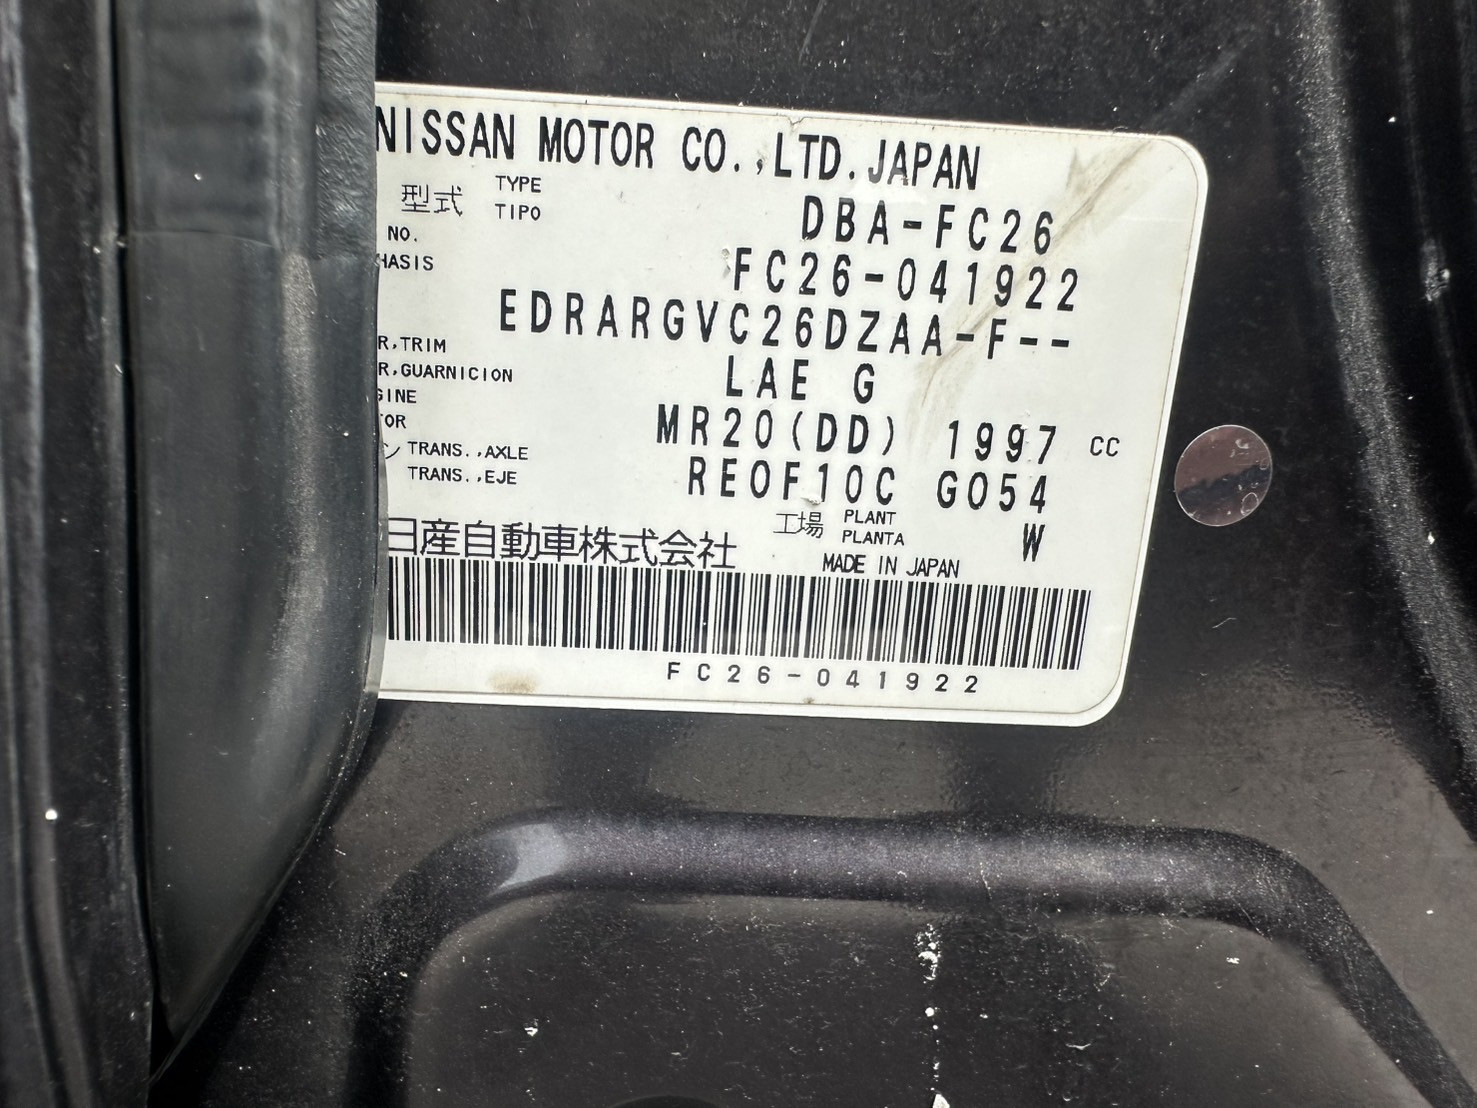 NISSAN MOTOR CO.,LTD.JAPAN
型式 TYPE TIPO DBA-FC26
NO. HASIS FC26-041922
EDRARGVC26DZAA-F--
R,TRIM
R,GUARNICION LAE G
GINE
TOR MR20(DD) 1997 CC
ン TRANS.,AXLE
TRANS.,EJE RE0F10C G054
工場 PLANT PLANTA W
日産自動車株式会社 MADE IN JAPAN
FC26-041922